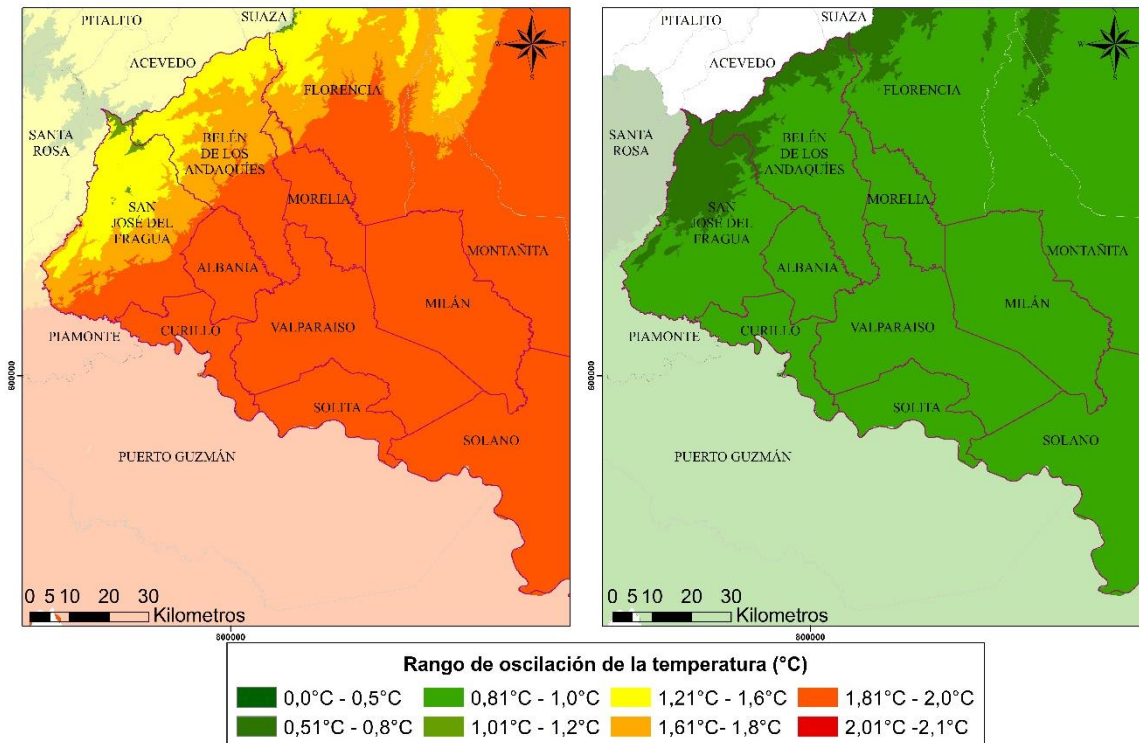 PITALITO
SUAZA
ACEVEDO
FLORENCIA
SANTA
ROSA
BELÉN
DE LOS
ANDAQUÍES
SAN
JOSÉ DEL
FRAGUA
MORELIA
MONTAÑITA
ALBANIA
MILÁN
PIAMONTE
CURILLO
VALPARAISO
SOLITA
SOLANO
PUERTO GUZMÁN
0 5 10 20 30
Kilometros
600000
800000
N
S
PITALITO
SUAZA
ACEVEDO
FLORENCIA
SANTA
ROSA
BELÉN
DE LOS
ANDAQUÍES
SAN
JOSÉ DEL
FRAGUA
MORELIA
MONTAÑITA
ALBANIA
MILÁN
PIAMONTE
CURILLO
VALPARAISO
SOLITA
SOLANO
PUERTO GUZMÁN
0 5 10 20 30
Kilometros
600000
800000
N
S
Rango de oscilación de la temperatura (°C)
0,0°C - 0,5°C 0,81°C - 1,0°C 1,21°C - 1,6°C 1,81°C - 2,0°C
0,51°C - 0,8°C 1,01°C - 1,2°C 1,61°C- 1,8°C 2,01°C -2,1°C